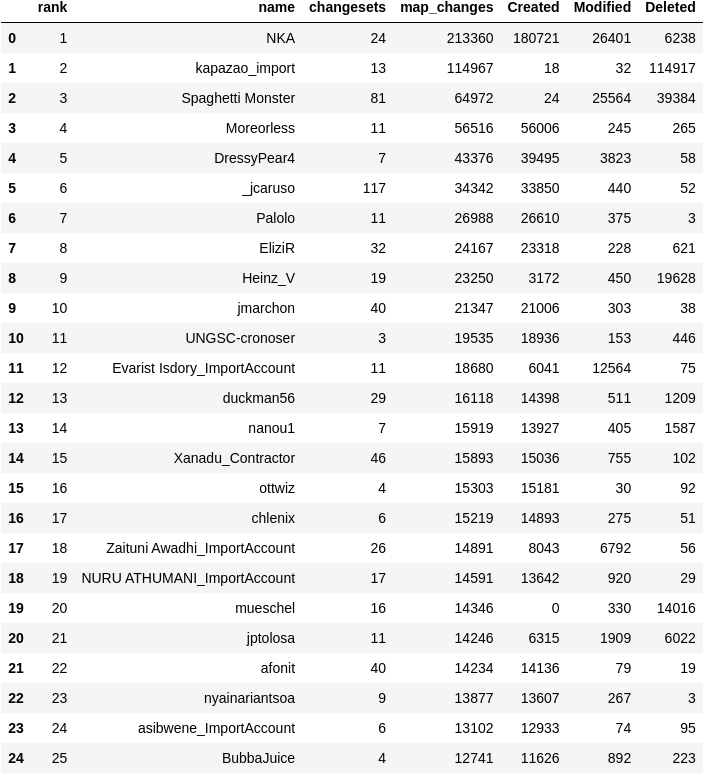 rank name changesets map_changes Created Modified Deleted
0 1 NKA 24 213360 180721 26401 6238
1 2 kapazao_import 13 114967 18 32 114917
2 3 Spaghetti Monster 81 64972 24 25564 39384
3 4 Moreorless 11 56516 56006 245 265
4 5 DressyPear4 7 43376 39495 3823 58
5 6 _jcaruso 117 34342 33850 440 52
6 7 Palolo 11 26988 26610 375 3
7 8 EliziR 32 24167 23318 228 621
8 9 Heinz_V 19 23250 3172 450 19628
9 10 jmarchon 40 21347 21006 303 38
10 11 UNGSC-cronoser 3 19535 18936 153 446
11 12 Evarist Isdory_ImportAccount 11 18680 6041 12564 75
12 13 duckman56 29 16118 14398 511 1209
13 14 nanou1 7 15919 13927 405 1587
14 15 Xanadu_Contractor 46 15893 15036 755 102
15 16 ottwiz 4 15303 15181 30 92
16 17 chlenix 6 15219 14893 275 51
17 18 Zaituni Awadhi_ImportAccount 26 14891 8043 6792 56
18 19 NURU ATHUMANI_ImportAccount 17 14591 13642 920 29
19 20 mueschel 16 14346 0 330 14016
20 21 jptolosa 11 14246 6315 1909 6022
21 22 afonit 40 14234 14136 79 19
22 23 nyainariantsoa 9 13877 13607 267 3
23 24 asibwene_ImportAccount 6 13102 12933 74 95
24 25 BubbaJuice 4 12741 11626 892 223